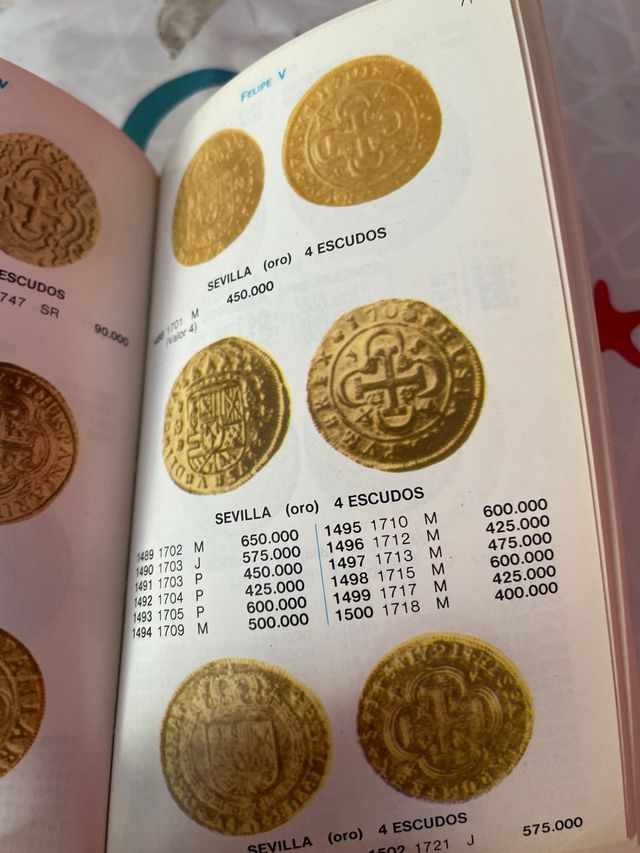 V
ESCUDOS
747 SR 90.000
71
FELIPE V
SEVILLA (oro) 4 ESCUDOS
1701 M 450.000
(Valor 4)
SEVILLA (oro) 4 ESCUDOS
1489 1702 M 650.000 1495 1710 M 600.000
1490 1703 J 575.000 1496 1712 M 425.000
1491 1703 P 450.000 1497 1713 M 475.000
1492 1704 P 425.000 1498 1715 M 600.000
1493 1705 P 600.000 1499 1717 M 425.000
1494 1709 M 500.000 1500 1718 M 400.000
SEVILLA (oro) 4 ESCUDOS
1502 1721 J 575.000